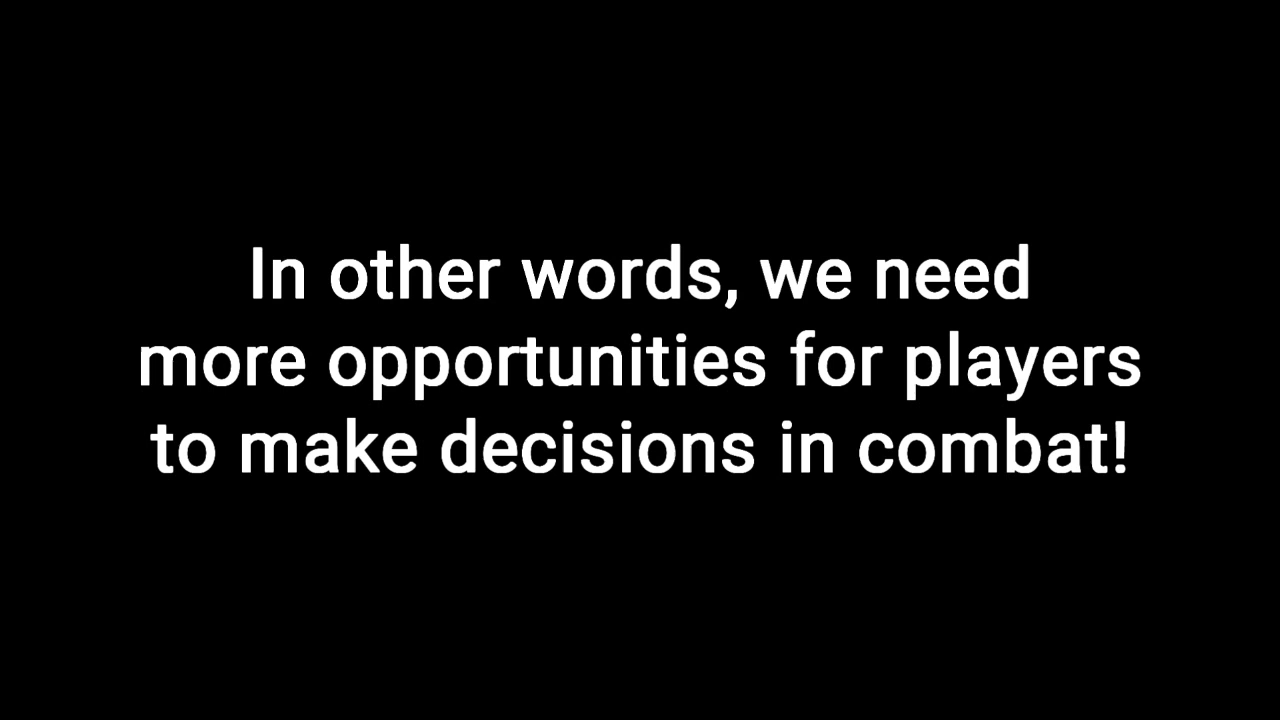 In other words, we need
more opportunities for players
to make decisions in combat!